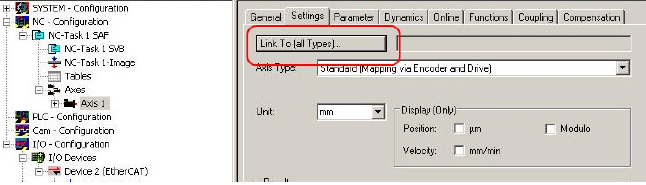 SYSTEM - Configuration
NC - Configuration
NC-Task 1 SAF
NC-Task 1 SVB
NC-Task 1-Image
Tables
Axes
Axis 1
PLC - Configuration
Cam - Configuration
I/O - Configuration
I/O Devices
Device 2 (EtherCAT)
General Settings Parameter Dynamics Online Functions Coupling Compensation
Link To (all Types)...
Axis Type: Standard (Mapping via Encoder and Drive)
Unit: mm Display (Only)
Position: µm Modulo
Velocity: mm/min